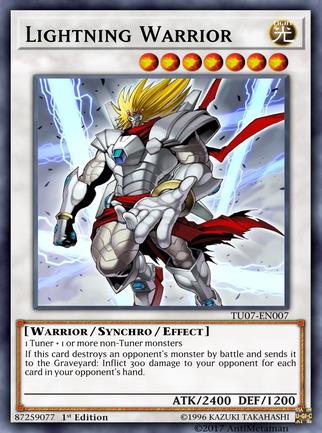 LIGHTNING WARRIOR
LIGHT
光
TU07-EN007
[WARRIOR / SYNCHRO / EFFECT]
1 Tuner + 1 or more non-Tuner monsters
If this card destroys an opponent's monster by battle and sends it
to the Graveyard: Inflict 300 damage to your opponent for each
card in your opponent's hand.
ATK/2400 DEF/1200
87259077 1st Edition ©1996 KAZUKI TAKAHASHI
©2017 AntiMetaman